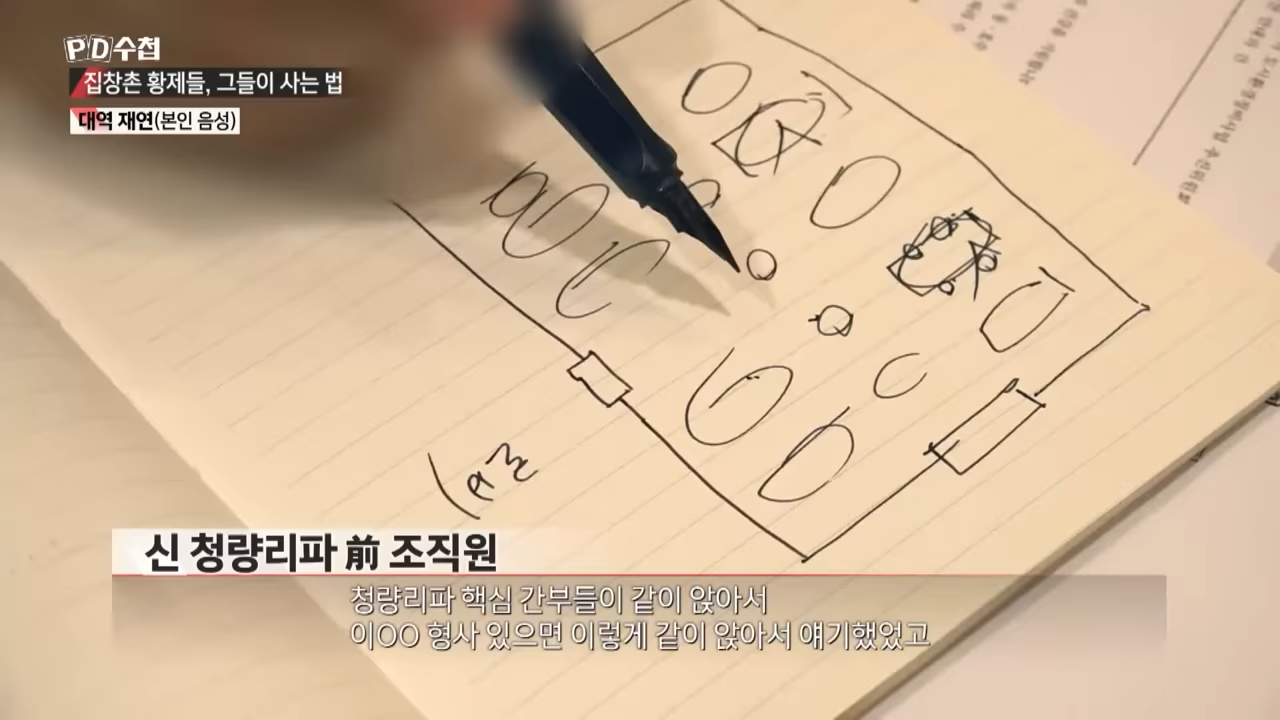 PD수첩
집창촌 황제들, 그들이 사는 법
대역 재연(본인 음성)
신 청량리파 前 조직원
청량리파 핵심 간부들이 같이 앉아서
이OO 형사 있으면 이렇게 같이 앉아서 얘기했었고